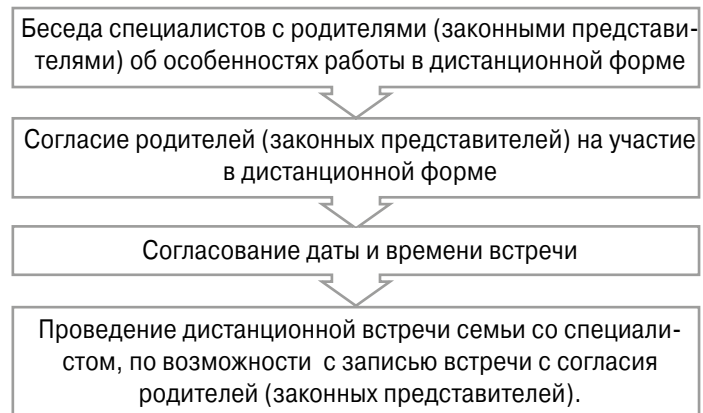 Беседа специалистов с родителями (законными представи-
телями) об особенностях работы в дистанционной форме
Согласие родителей (законных представителей) на участие
в дистанционной форме
Согласование даты и времени встречи
Проведение дистанционной встречи семьи со специали-
стом, по возможности с записью встречи с согласия
родителей (законных представителей).